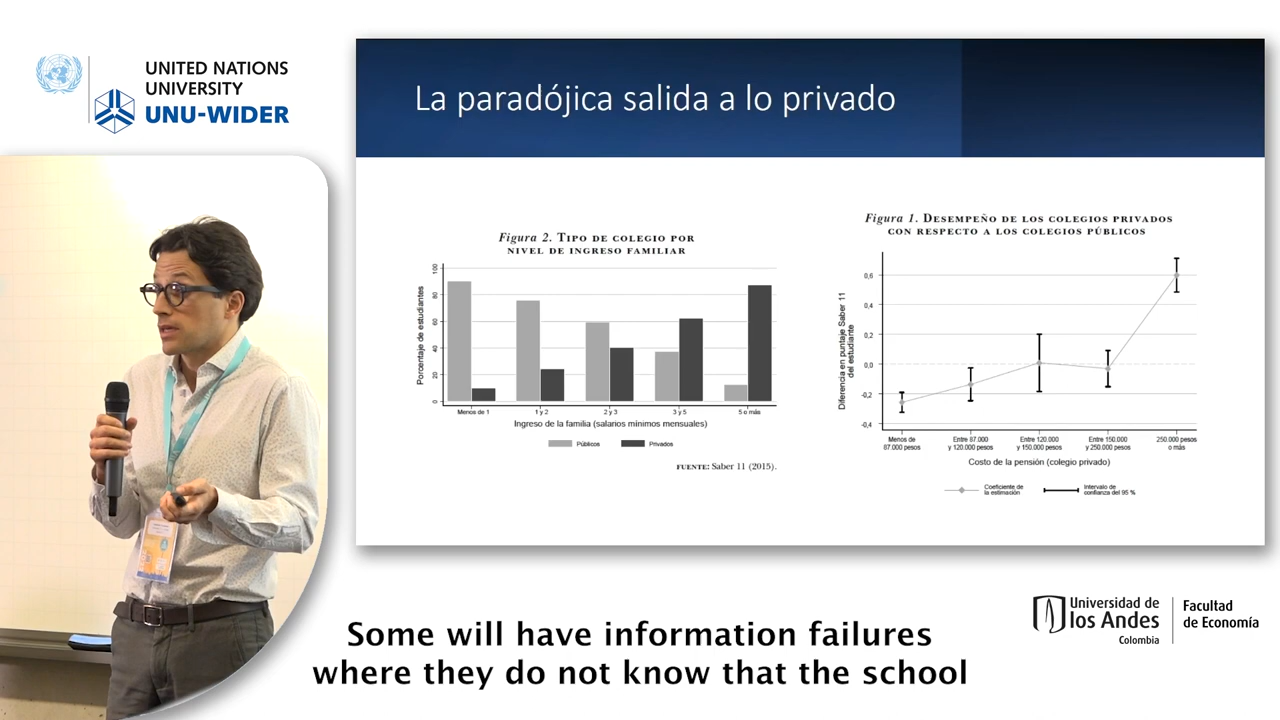 UNITED NATIONS
UNIVERSITY
UNU-WIDER
La paradójica salida a lo privado
Figura 2. TIPO DE COLEGIO POR
NIVEL DE INGRESO FAMILIAR
Porcentaje de estudiantes
100
80
60
40
20
0
Menos de 1
1 y 2
2 y 3
3 y 5
5 o más
Ingreso de la familia (salarios mínimos mensuales)
Públicos
Privados
FUENTE: Saber 11 (2015).
Figura 1. DESEMPEÑO DE LOS COLEGIOS PRIVADOS
CON RESPECTO A LOS COLEGIOS PÚBLICOS
Diferencia en puntaje Saber 11
del estudiante
0,6
0,4
0,2
0,0
-0,2
-0,4
Menos de
87.000 pesos
Entre 87.000
y 120.000 pesos
Entre 120.000
y 150.000 pesos
Entre 150.000
y 250.000 pesos
250.000 pesos
o más
Costo de la pensión (colegio privado)
Coeficiente de
la estimación
Intervalo de
confianza del 95 %
Some will have information failures
where they do not know that the school
Universidad de
los Andes
Colombia
Facultad
de Economía